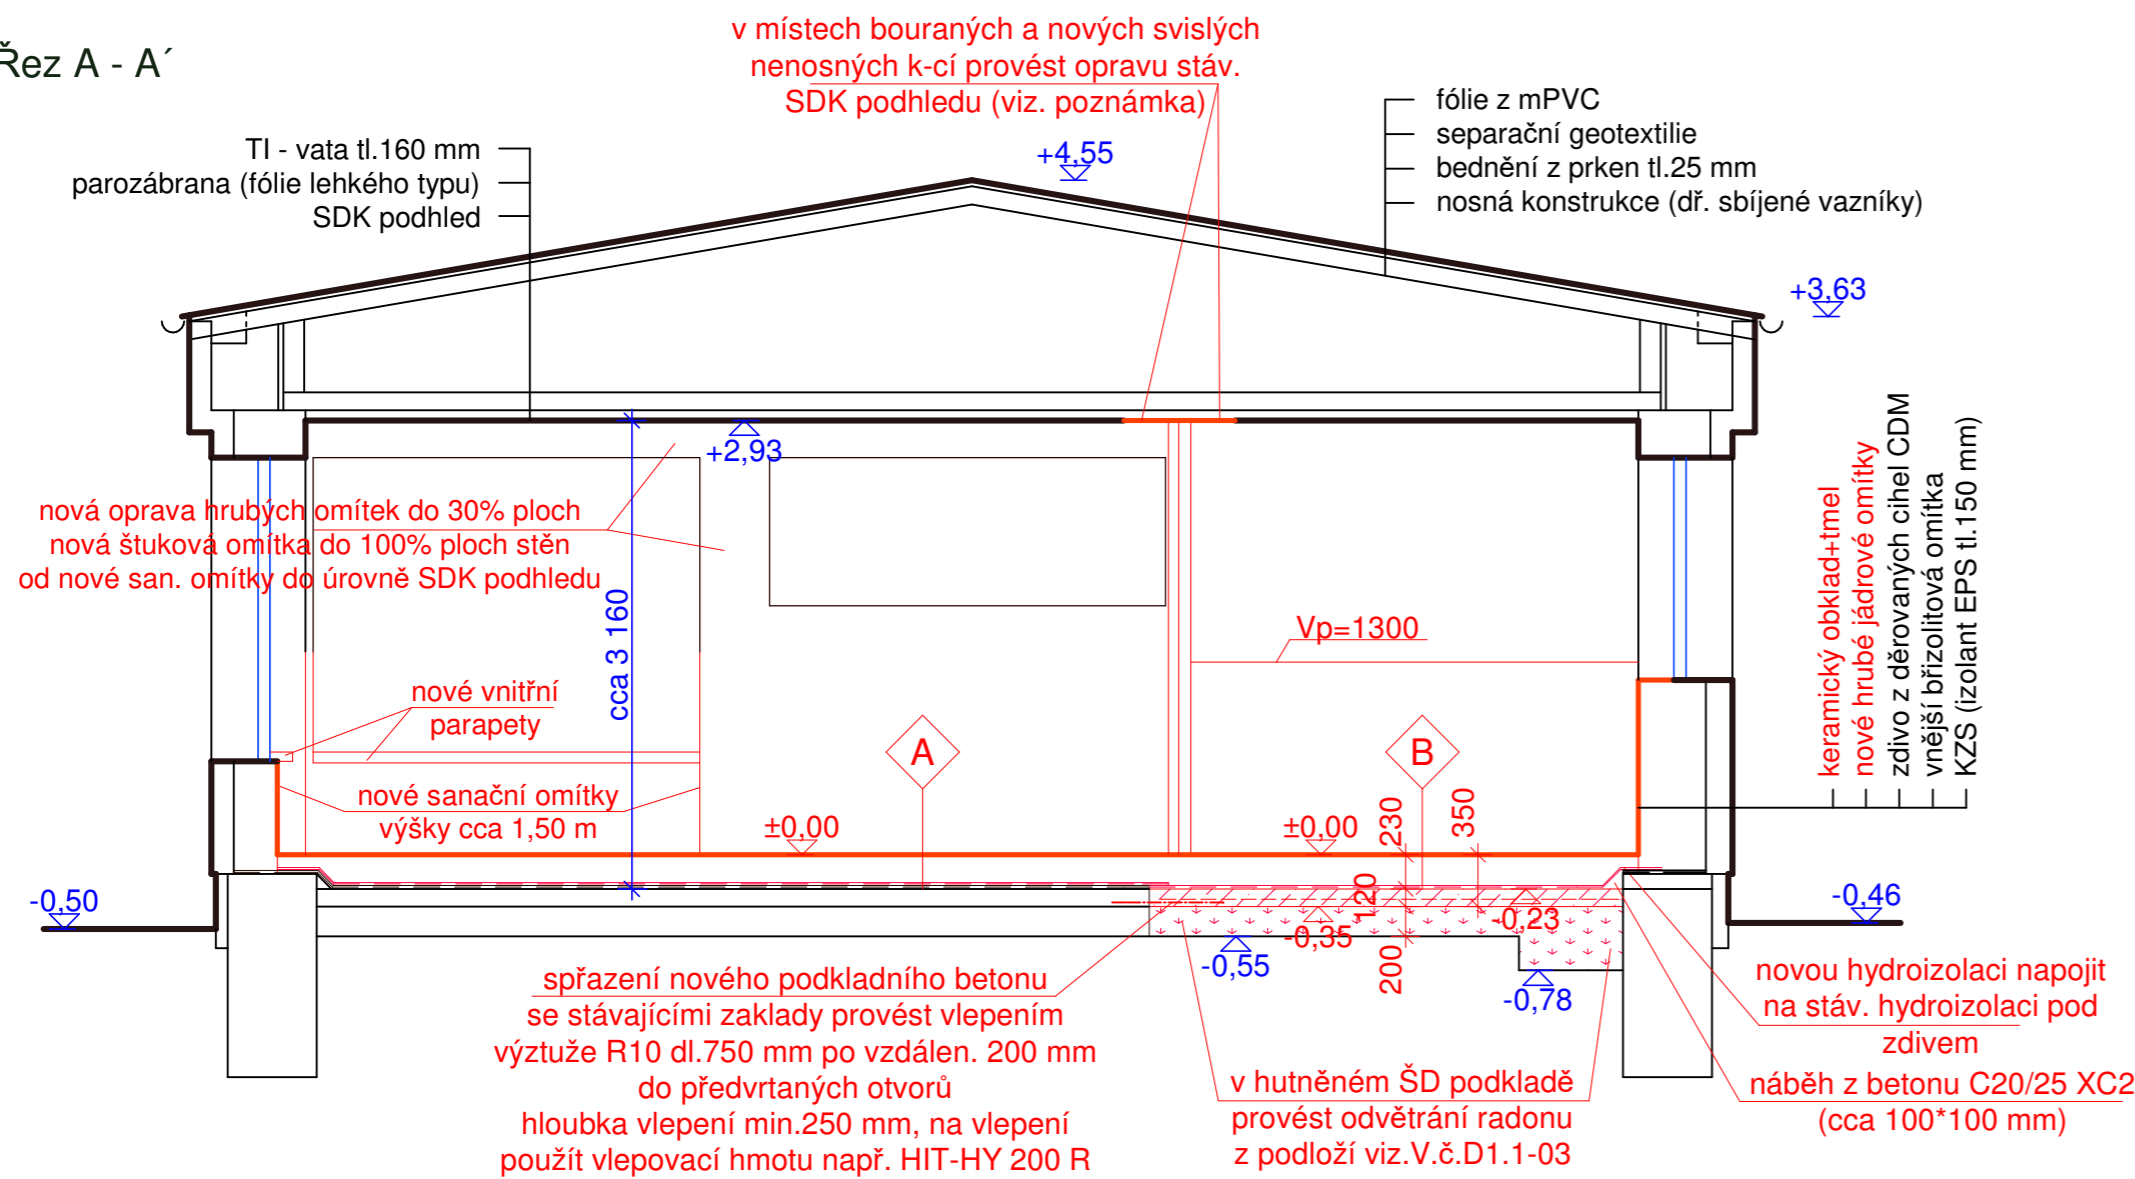 Řez A - A´
v místech bouraných a nových svislých
nenosných k-cí provést opravu stáv.
SDK podhledu (viz. poznámka)
TI - vata tl.160 mm
parozábrana (fólie lehkého typu)
SDK podhled
fólie z mPVC
separační geotextilie
bednění z prken tl.25 mm
nosná konstrukce (dř. sbíjené vazníky)
+4,55
+3,63
+2,93
nová oprava hrubých omítek do 30% ploch
nová štuková omítka do 100% ploch stěn
od nové san. omítky do úrovně SDK podhledu
cca 3 160
Vp=1300
nové vnitřní
parapety
nové sanační omítky
výšky cca 1,50 m
A
B
±0,00
±0,00
230
350
120
200
keramický obklad+tmel
nové hrubé jádrové omítky
zdivo z děrovaných cihel CDM
vnější břizolitová omítka
KZS (izolant EPS tl.150 mm)
-0,50
-0,46
-0,23
-0,35
-0,55
-0,78
spřazení nového podkladního betonu
se stávajícími zaklady provést vlepením
výztuže R10 dl.750 mm po vzdálen. 200 mm
do předvrtaných otvorů
hloubka vlepení min.250 mm, na vlepení
použít vlepovací hmotu např. HIT-HY 200 R
v hutněném ŠD podkladě
provést odvětrání radonu
z podloží viz.V.č.D1.1-03
novou hydroizolaci napojit
na stáv. hydroizolaci pod
zdivem
náběh z betonu C20/25 XC2
(cca 100*100 mm)